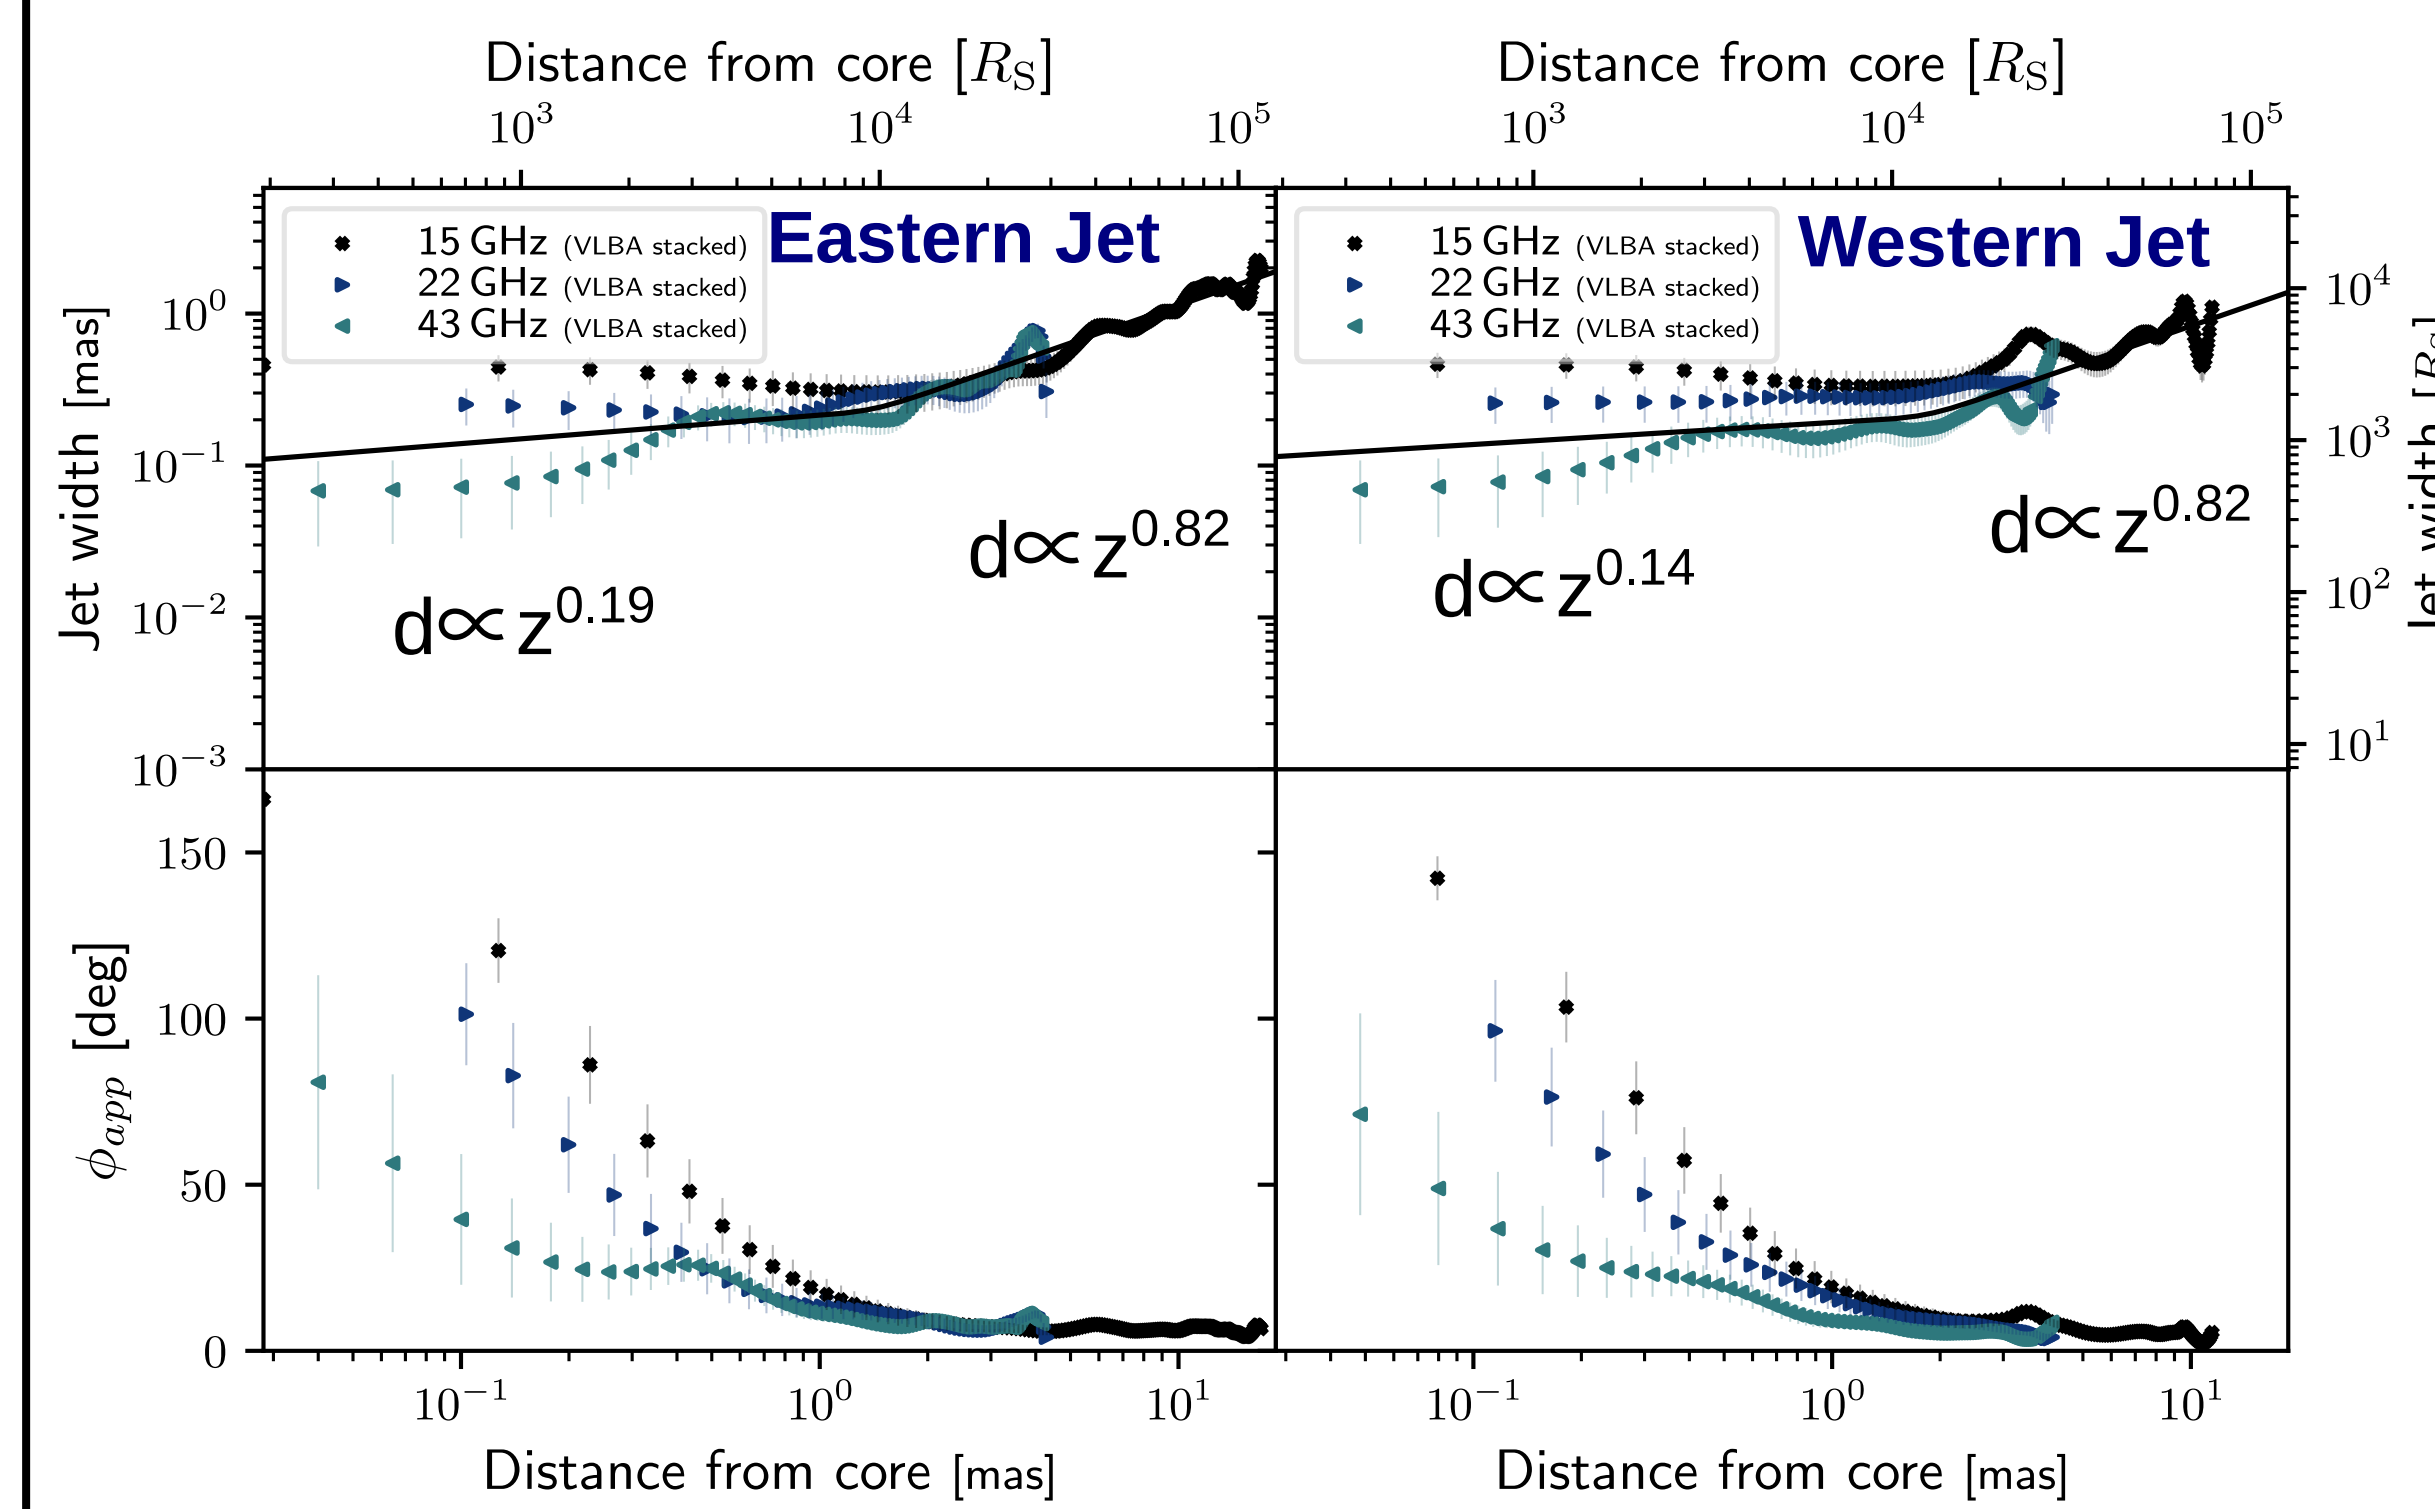 Distance from core [R_S]
Distance from core [R_S]
10^3 10^4 10^5
10^3 10^4 10^5
15 GHz (VLBA stacked)
22 GHz (VLBA stacked)
43 GHz (VLBA stacked)
Eastern Jet
15 GHz (VLBA stacked)
22 GHz (VLBA stacked)
43 GHz (VLBA stacked)
Western Jet
Jet width [mas]
10^0
10^−1
10^−2
10^−3
d∝z^0.19
d∝z^0.82
d∝z^0.14
d∝z^0.82
10^4
10^3
10^2
10^1
Jet width [R_S]
ϕ_app [deg]
150
100
50
0
10^−1 10^0 10^1
10^−1 10^0 10^1
Distance from core [mas]
Distance from core [mas]